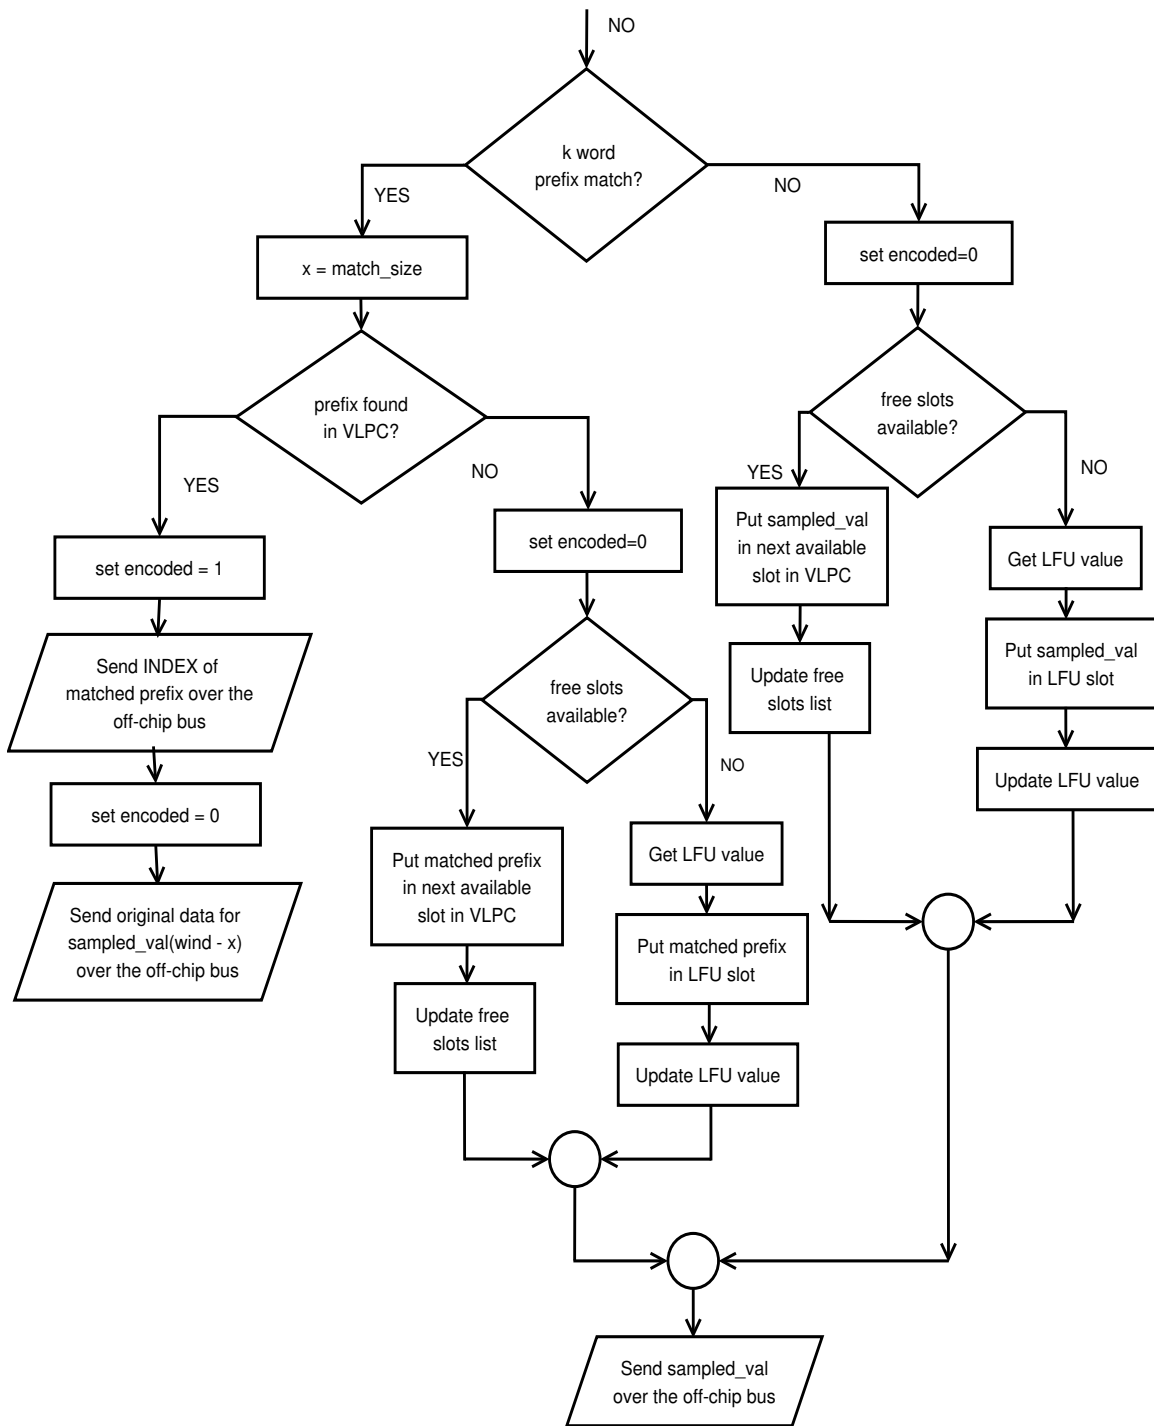 NO
k word
prefix match?
YES
NO
x = match_size
set encoded=0
prefix found
in VLPC?
free slots
available?
YES
NO
YES
NO
set encoded = 1
set encoded=0
Put sampled_val
in next available
slot in VLPC
Get LFU value
Send INDEX of
matched prefix over the
off-chip bus
free slots
available?
Update free
slots list
Put sampled_val
in LFU slot
YES
NO
set encoded = 0
Update LFU value
Put matched prefix
in next available
slot in VLPC
Get LFU value
Send original data for
sampled_val(wind - x)
over the off-chip bus
Put matched prefix
in LFU slot
Update free
slots list
Update LFU value
Send sampled_val
over the off-chip bus